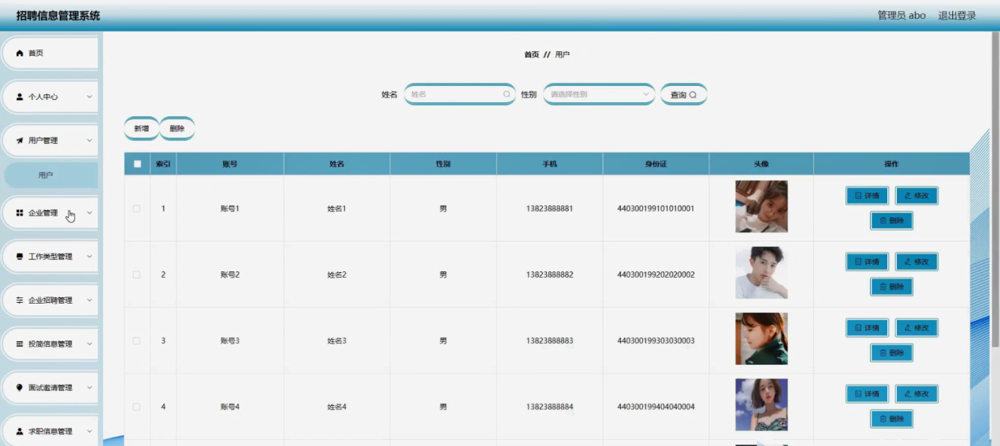 招聘信息管理系统
管理员 abo 退出登录
首页
个人中心
用户管理
用户
企业管理
工作类型管理
企业招聘管理
投简信息管理
面试邀请管理
求职信息管理
首页 // 用户
姓名 姓名 性别 请选择性别 查询
新增 删除
索引 账号 姓名 性别 手机 身份证 头像 操作
1 账号1 姓名1 男 13823888881 440300199101010001 详情 修改
删除
2 账号2 姓名2 男 13823888882 440300199202020002 详情 修改
删除
3 账号3 姓名3 男 13823888883 440300199303030003 详情 修改
删除
4 账号4 姓名4 男 13823888884 440300199404040004 详情 修改
删除